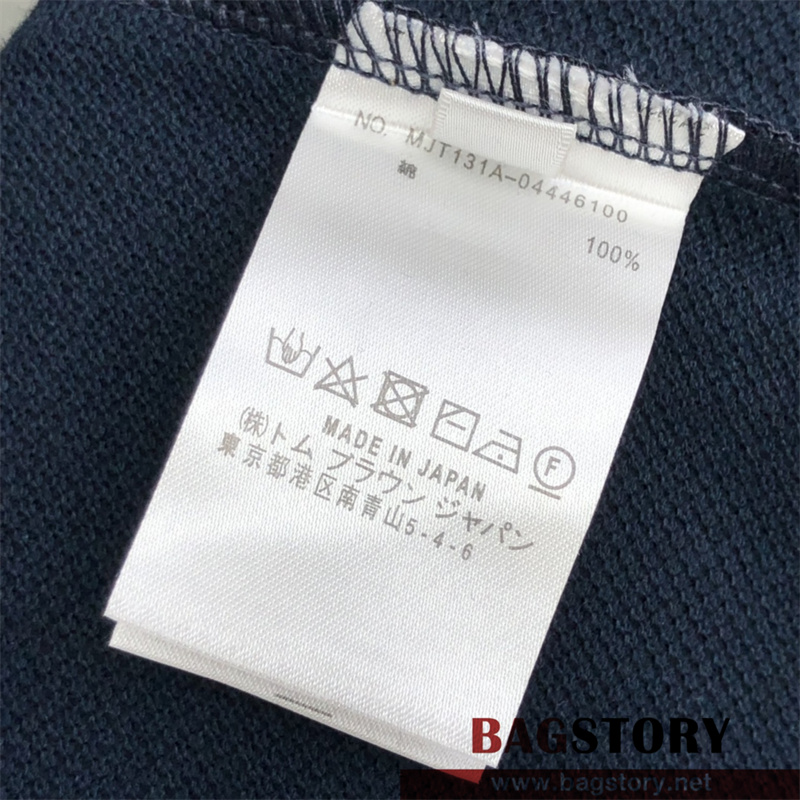 NO. MJT131A-04446100
綿 100%
F
MADE IN JAPAN
(株)トム ブラウン ジャパン
東京都港区南青山5-4-6
BAGSTORY
www.bagstory.net